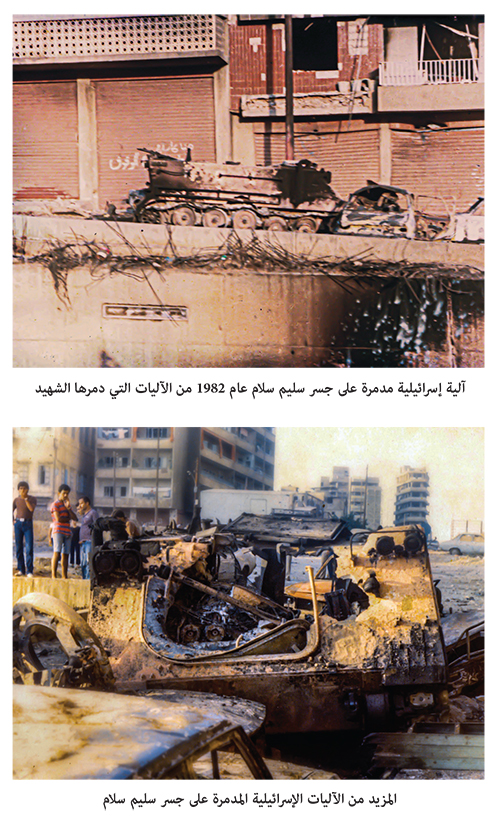 آلية إسرائيلية مدمرة على جسر سليم سلام عام 1982 من الآليات التي دمرها الشهيد
المزيد من الآليات الإسرائيلية المدمرة على جسر سليم سلام